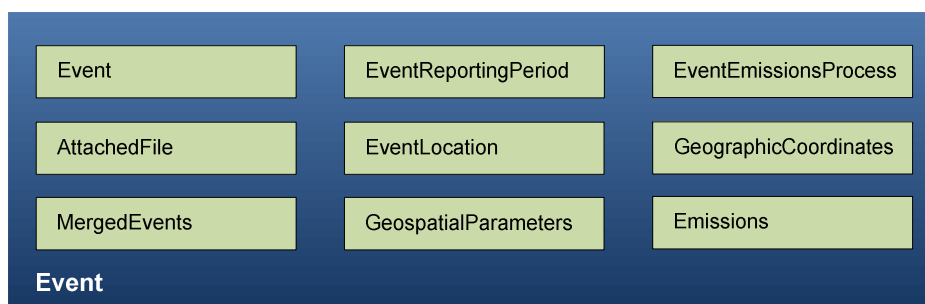 Event
EventReportingPeriod
EventEmissionsProcess
AttachedFile
EventLocation
GeographicCoordinates
MergedEvents
GeospatialParameters
Emissions
Event